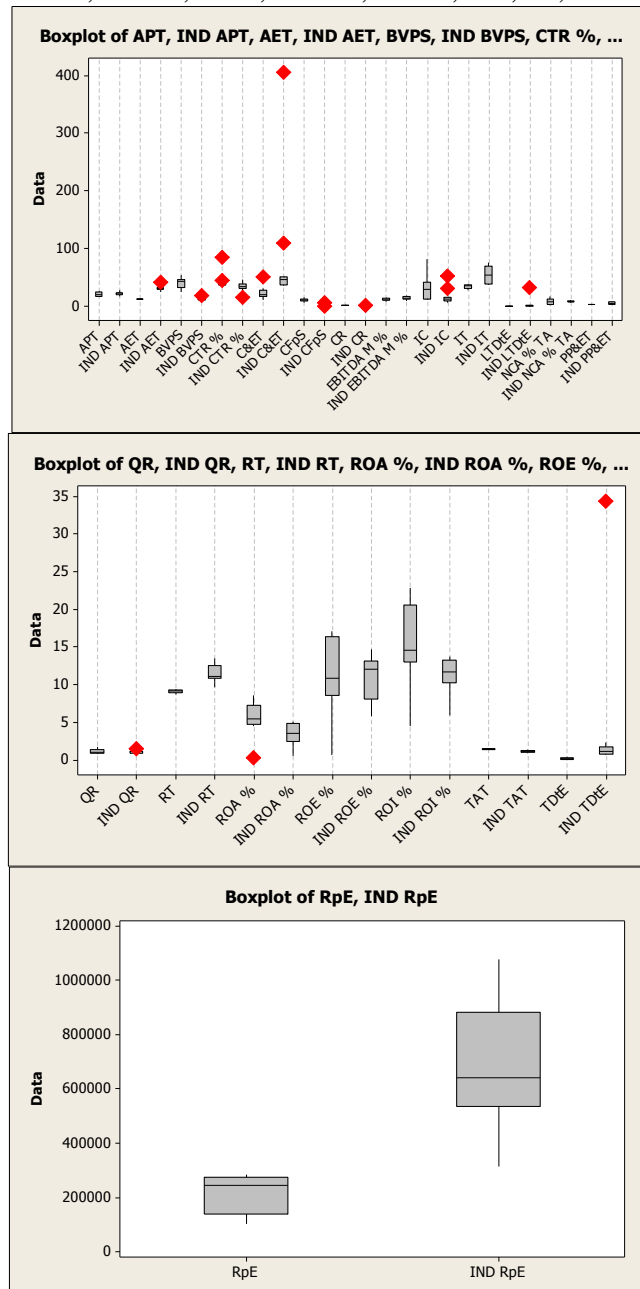 Boxplot of APT, IND APT, AET, IND AET, BVPS, IND BVPS, CTR %, ...
400
300
200
100
0
Data
APT
IND APT
AET
IND AET
BVPS
IND BVPS
CTR %
IND CTR %
C&ET
IND C&ET
CFpS
IND CFpS
CR
IND CR
EBITDA M %
IND EBITDA M %
IC
IND IC
IT
IND IT
LTDtE
IND LTDtE
NCA % TA
IND NCA % TA
PP&ET
IND PP&ET
Boxplot of QR, IND QR, RT, IND RT, ROA %, IND ROA %, ROE %, ...
35
30
25
20
15
10
5
0
Data
QR
IND QR
RT
IND RT
ROA %
IND ROA %
ROE %
IND ROE %
ROI %
IND ROI %
TAT
IND TAT
TDtE
IND TDtE
Boxplot of RpE, IND RpE
1200000
1000000
800000
600000
400000
200000
0
Data
RpE
IND RpE